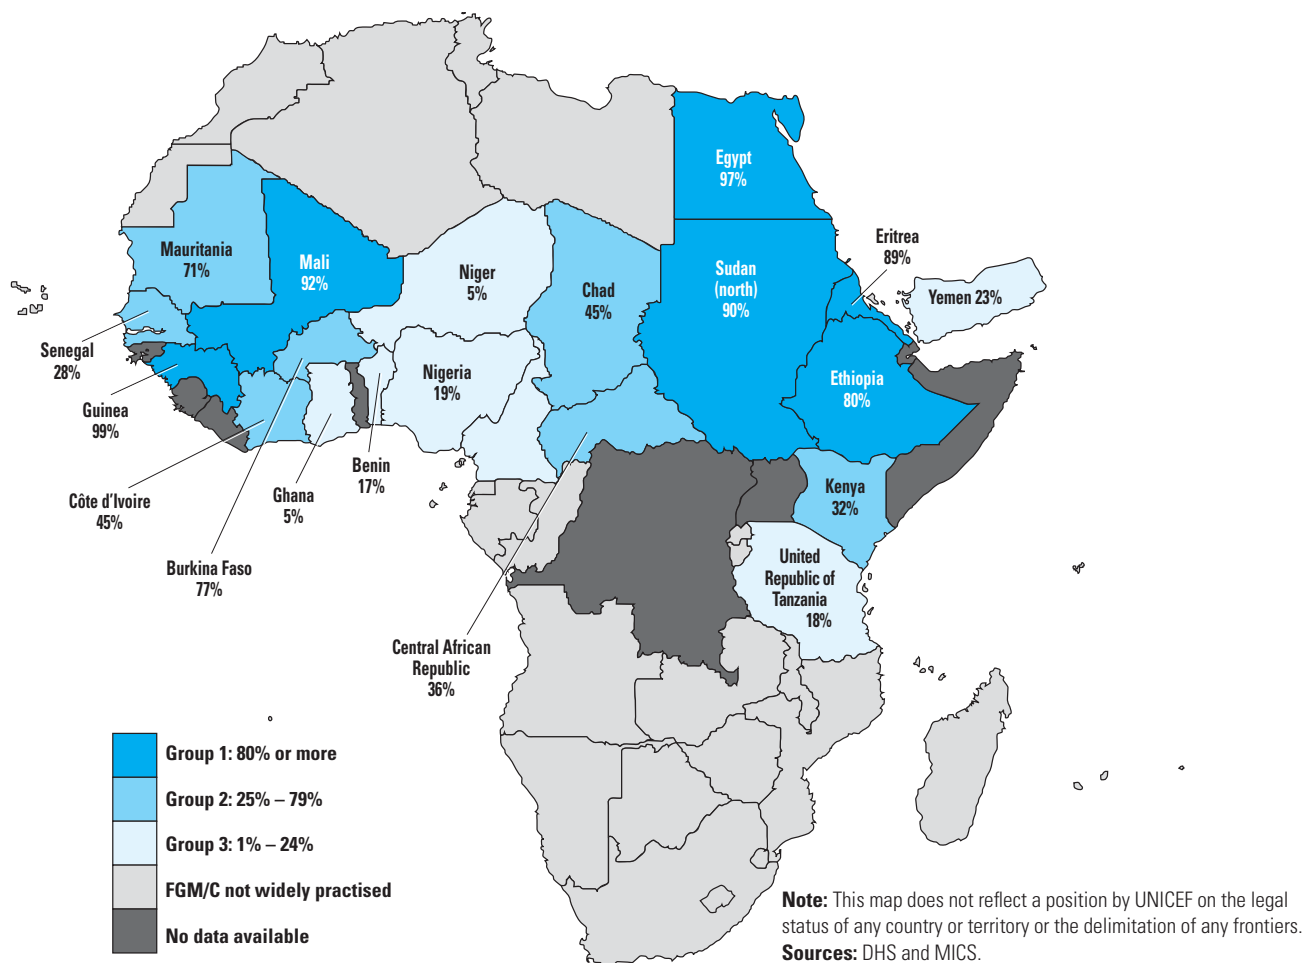 Egypt
97%
Eritrea
89%
Mauritania
71%
Mali
92%
Niger
5%
Chad
45%
Sudan
(north)
90%
Yemen 23%
Senegal
28%
Nigeria
19%
Ethiopia
80%
Guinea
99%
Benin
17%
Ghana
5%
Kenya
32%
Côte d'Ivoire
45%
Burkina Faso
77%
United
Republic of
Tanzania
18%
Central African
Republic
36%
Group 1: 80% or more
Group 2: 25% – 79%
Group 3: 1% – 24%
FGM/C not widely practised
No data available
Note: This map does not reflect a position by UNICEF on the legal
status of any country or territory or the delimitation of any frontiers.
Sources: DHS and MICS.